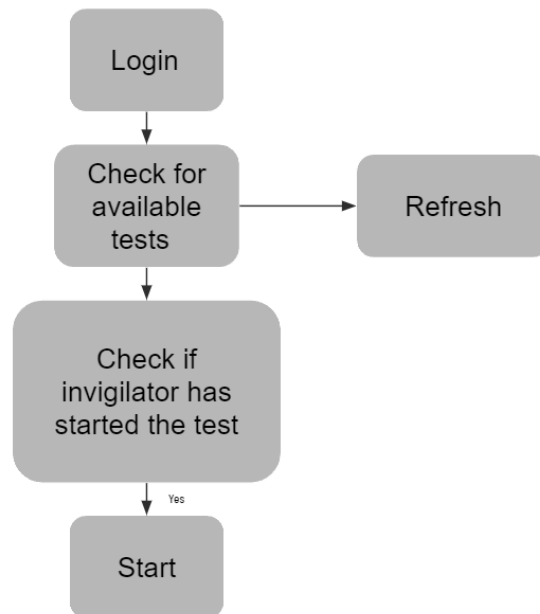 Login
Check for
available
tests
Refresh
Check if
invigilator has
started the test
Yes
Start